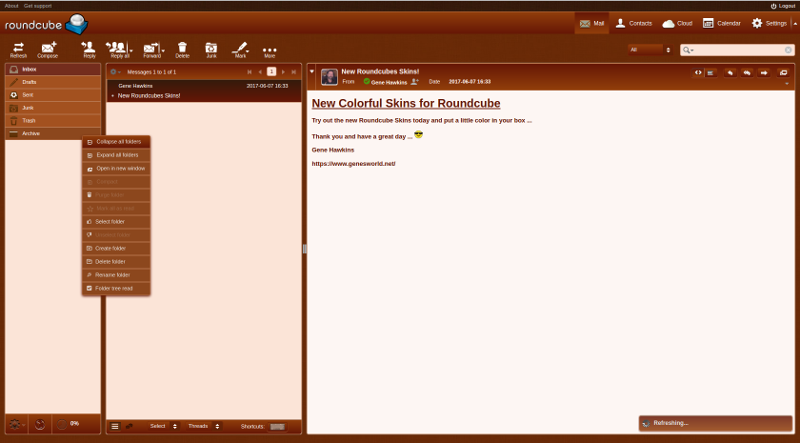 About Get support
Logout
roundcube
Mail Contacts Cloud Calendar Settings
Refresh Compose Reply Reply all Forward Delete Junk Mark More
All
Inbox
Drafts
Sent
Junk
Trash
Archive
Collapse all folders
Expand all folders
Open in new window
Select folder
Create folder
Delete folder
Rename folder
Folder tree read
0%
Messages 1 to 1 of 1
1
Gene Hawkins 2017-06-07 16:33
New Roundcubes Skins!
Select Threads Shortcuts:
New Roundcubes Skins!
From Gene Hawkins Date 2017-06-07 16:33
New Colorful Skins for Roundcube
Try out the new Roundcube Skins today and put a little color in your box ...
Thank you and have a great day ...
Gene Hawkins
https://www.genesworld.net/
Refreshing...